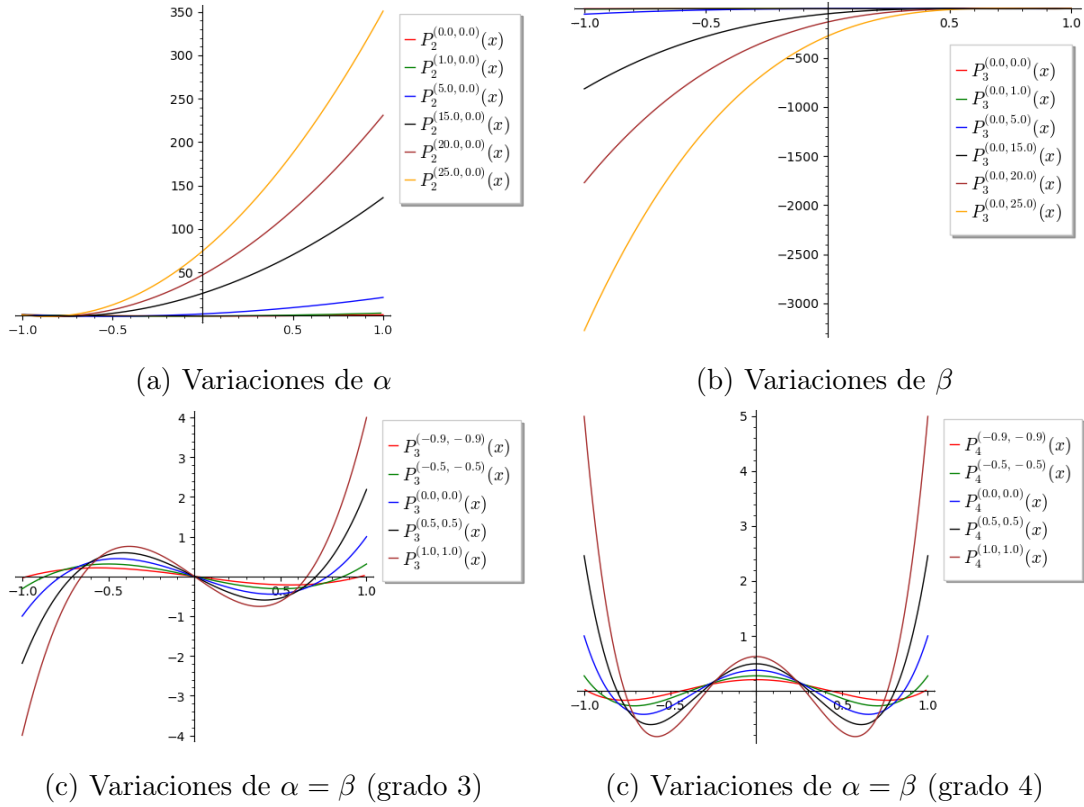 350
300
250
200
150
100
50
−1.0 −0.5 0.5 1.0
P_2^{(0.0,0.0)}(x)
P_2^{(1.0,0.0)}(x)
P_2^{(5.0,0.0)}(x)
P_2^{(15.0,0.0)}(x)
P_2^{(20.0,0.0)}(x)
P_2^{(25.0,0.0)}(x)
(a) Variaciones de α
−1.0 −0.5 0.5 1.0
−500
−1000
−1500
−2000
−2500
−3000
P_3^{(0.0,0.0)}(x)
P_3^{(0.0,1.0)}(x)
P_3^{(0.0,5.0)}(x)
P_3^{(0.0,15.0)}(x)
P_3^{(0.0,20.0)}(x)
P_3^{(0.0,25.0)}(x)
(b) Variaciones de β
4
3
2
1
−1.0 −0.5 0.5 1.0
−1
−2
−3
−4
P_3^{(−0.9,−0.9)}(x)
P_3^{(−0.5,−0.5)}(x)
P_3^{(0.0,0.0)}(x)
P_3^{(0.5,0.5)}(x)
P_3^{(1.0,1.0)}(x)
(c) Variaciones de α = β (grado 3)
5
4
3
2
1
−1.0 −0.5 0.5 1.0
P_4^{(−0.9,−0.9)}(x)
P_4^{(−0.5,−0.5)}(x)
P_4^{(0.0,0.0)}(x)
P_4^{(0.5,0.5)}(x)
P_4^{(1.0,1.0)}(x)
(c) Variaciones de α = β (grado 4)